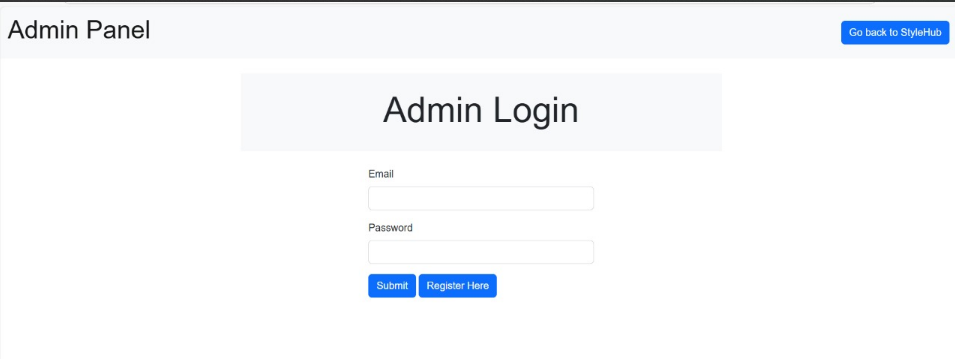 Admin Panel
Go back to StyleHub
Admin Login
Email
Password
Submit Register Here